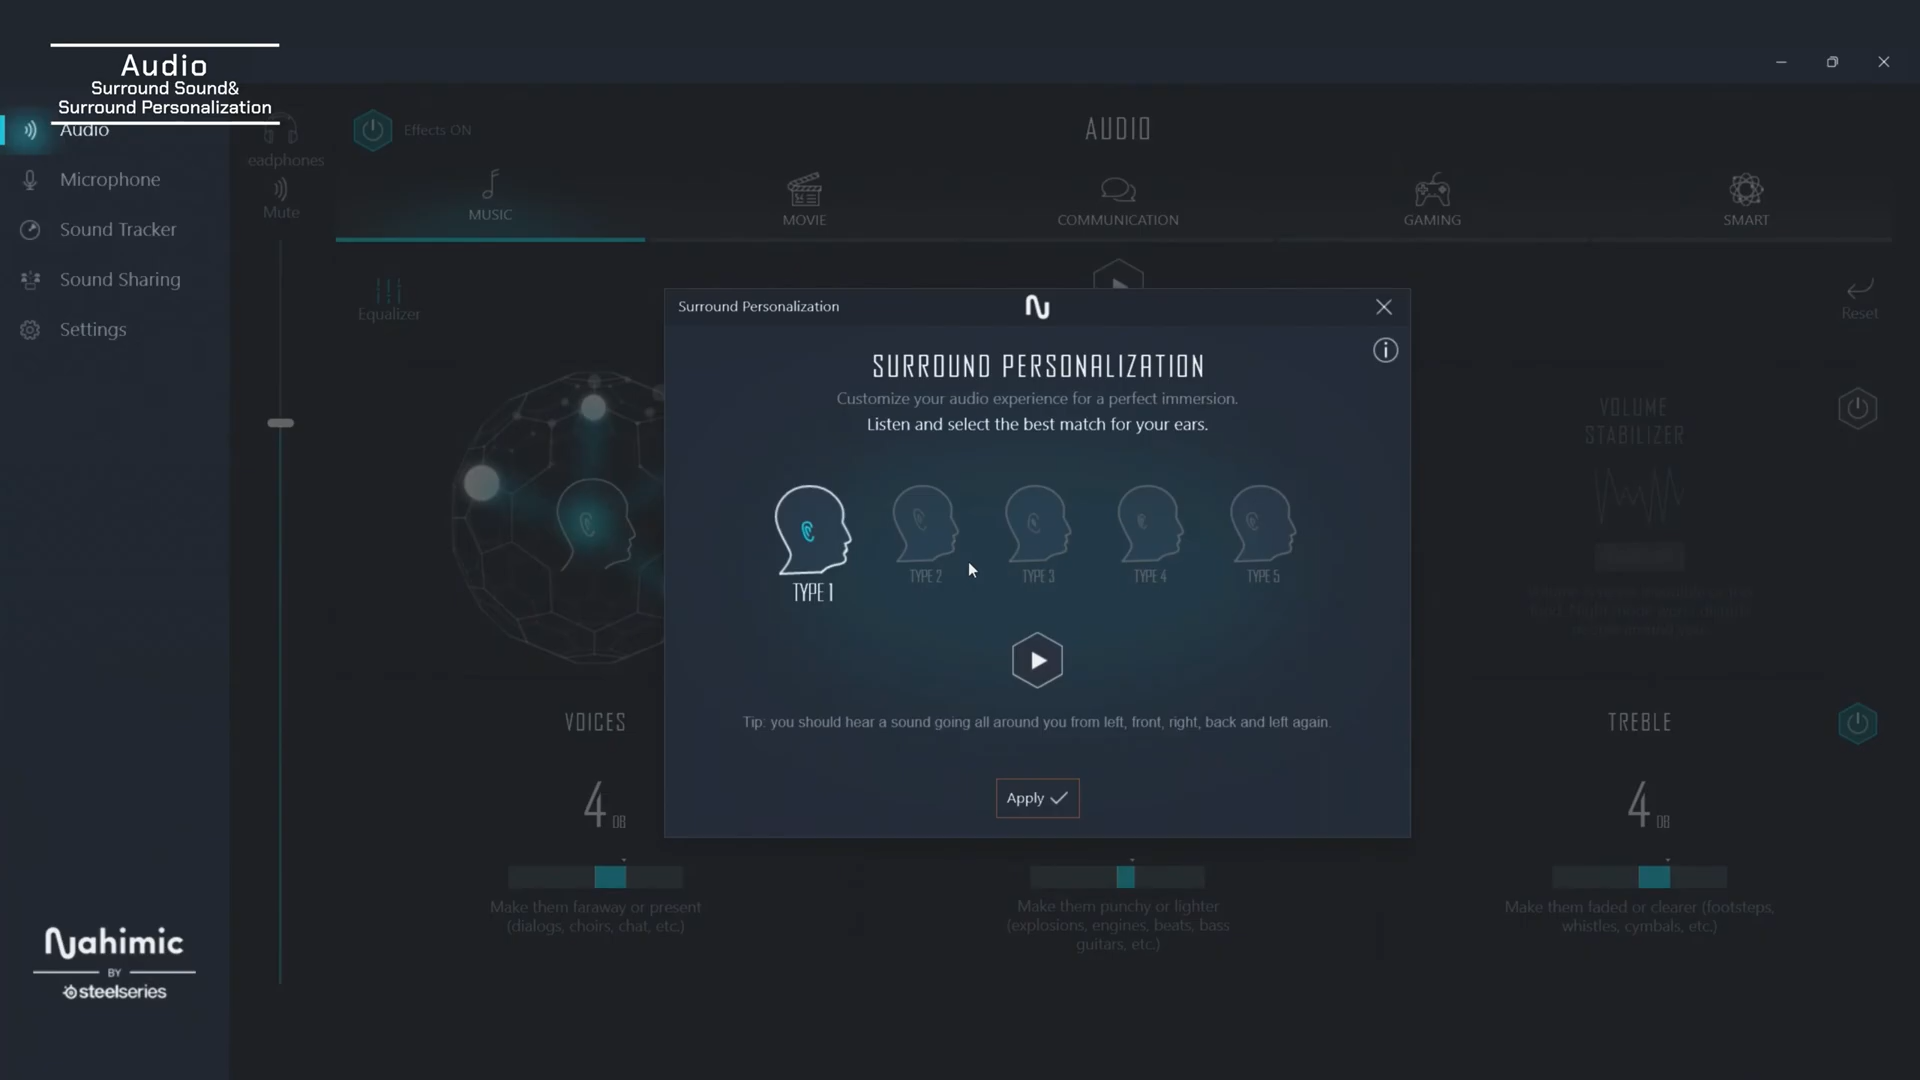 Audio
Surround Sound&
Surround Personalization
Audio
Microphone
Sound Tracker
Sound Sharing
Settings
Nahimic
BY
steelseries
eadphones
Mute
Effects ON
AUDIO
MUSIC
MOVIE
COMMUNICATION
GAMING
SMART
Equalizer
Reset
Surround Personalization
SURROUND PERSONALIZATION
Customize your audio experience for a perfect immersion.
Listen and select the best match for your ears.
TYPE 1
TYPE 2
TYPE 3
TYPE 4
TYPE 5
Tip: you should hear a sound going all around you from left, front, right, back and left again.
Apply
VOLUME
STABILIZER
VOICES
4 DB
Make them faraway or present
(dialogs, choirs, chat, etc.)
Make them punchy or lighter
(explosions, engines, beats, bass
guitars, etc.)
TREBLE
4 DB
Make them faded or clearer (footsteps,
whistles, cymbals, etc.)